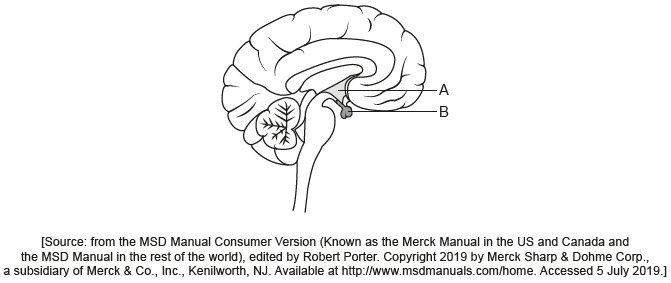 A
B
[Source: from the MSD Manual Consumer Version (Known as the Merck Manual in the US and Canada and
the MSD Manual in the rest of the world), edited by Robert Porter. Copyright 2019 by Merck Sharp & Dohme Corp.,
a subsidiary of Merck & Co., Inc., Kenilworth, NJ. Available at http://www.msdmanuals.com/home. Accessed 5 July 2019.]